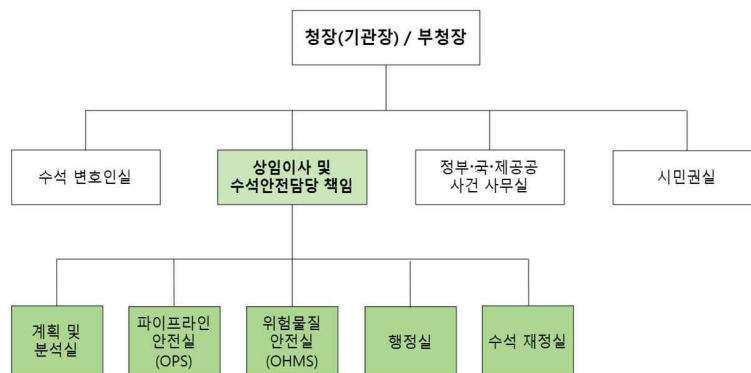 청장(기관장) / 부청장
수석 변호인실
상임이사 및
수석안전담당 책임
정부·국·제공공
사건 사무실
시민권실
계획 및
분석실
파이프라인
안전실
(OPS)
위험물질
안전실
(OHMS)
행정실
수석 재정실